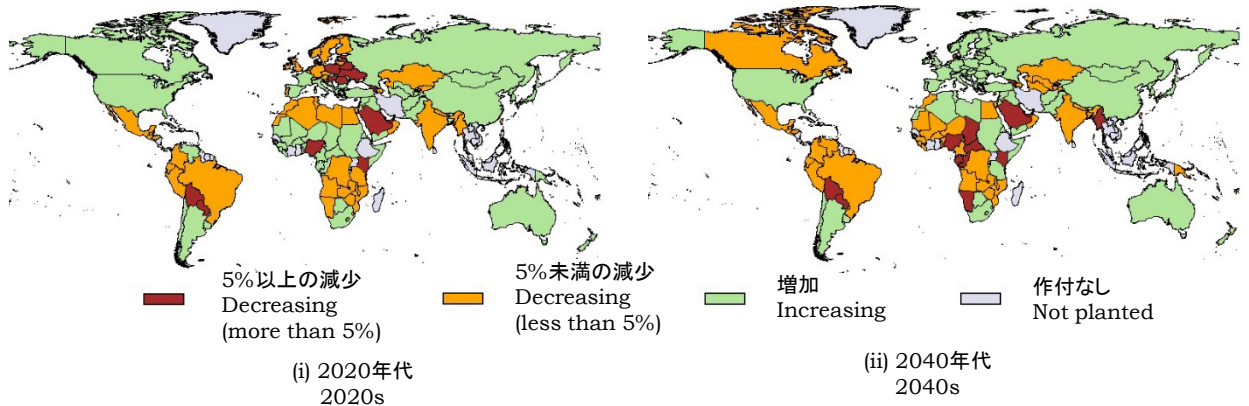 5%以上の減少
Decreasing
(more than 5%)
5%未満の減少
Decreasing
(less than 5%)
増加
Increasing
作付なし
Not planted
(i) 2020年代
2020s
(ii) 2040年代
2040s